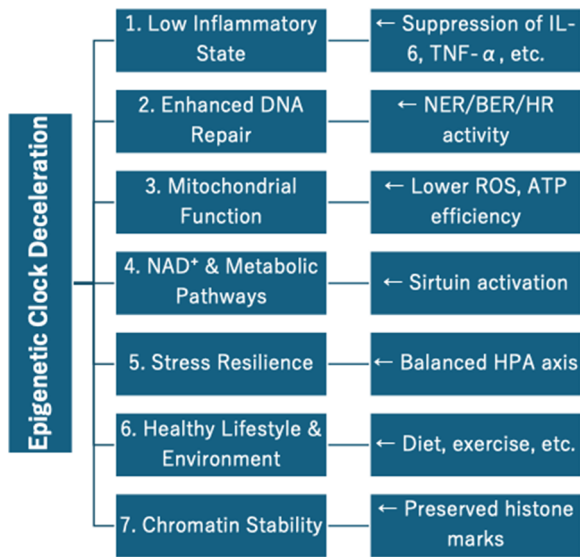 Epigenetic Clock Deceleration
1. Low Inflammatory
State
← Suppression of IL-
6, TNF-α, etc.
2. Enhanced DNA
Repair
← NER/BER/HR
activity
3. Mitochondrial
Function
← Lower ROS, ATP
efficiency
4. NAD⁺ & Metabolic
Pathways
← Sirtuin activation
5. Stress Resilience
← Balanced HPA axis
6. Healthy Lifestyle &
Environment
← Diet, exercise, etc.
7. Chromatin Stability
← Preserved histone
marks